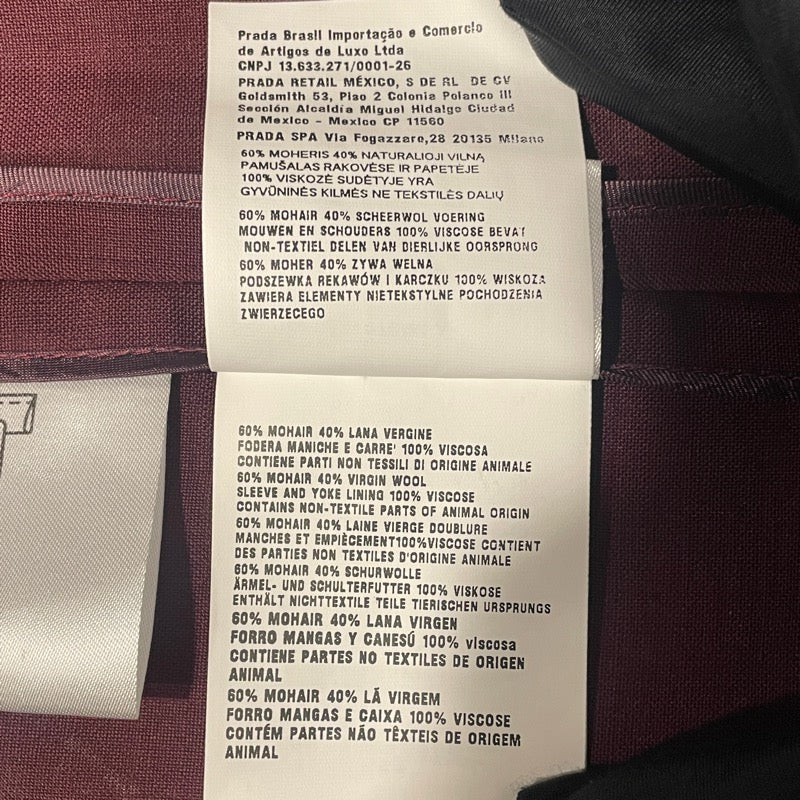 Prada Brasil Importação e Comercio
de Artigos de Luxo Ltda
CNPJ 13.633.271/0001-26
PRADA RETAIL MÉXICO, S DE RL DE CV
Goldsmith 53, Piso 2 Colonia Polanco III
Sección Alcaldía Miguel Hidalgo Ciudad
de Mexico - Mexico CP 11560
PRADA SPA Via Fogazzaro,28 20135 Milano
60% MOHERIS 40% NATURALIOJI VILNĄ
PAMUŠALAS RAKOVĖSE IR PAPETĖJE
100% VISKOZĖ SUDĖTYJE YRA
GYVŪNINĖS KILMĖS NE TEKSTILĖS DALIŲ
60% MOHAIR 40% SCHEERWOL VOERING
MOUWEN EN SCHOUDERS 100% VISCOSE BEVAT
NON-TEXTIEL DELEN VAN DIERLIJKE OORSPRONG
60% MOHER 40% ZYWA WELNA
PODSZEWKA REKAWÓW I KARCZKU 100% WISKOZA
ZAWIERA ELEMENTY NIETEKSTYLNE POCHODZENIA
ZWIERZECEGO
60% MOHAIR 40% LANA VERGINE
FODERA MANICHE E CARRE' 100% VISCOSA
CONTIENE PARTI NON TESSILI DI ORIGINE ANIMALE
60% MOHAIR 40% VIRGIN WOOL
SLEEVE AND YOKE LINING 100% VISCOSE
CONTAINS NON-TEXTILE PARTS OF ANIMAL ORIGIN
60% MOHAIR 40% LAINE VIERGE DOUBLURE
MANCHES ET EMPIÈCEMENT100%VISCOSE CONTIENT
DES PARTIES NON TEXTILES D'ORIGINE ANIMALE
60% MOHAIR 40% SCHURWOLLE
ÄRMEL- UND SCHULTERFUTTER 100% VISKOSE
ENTHÄLT NICHTTEXTILE TEILE TIERISCHEN URSPRUNGS
60% MOHAIR 40% LANA VIRGEN
FORRO MANGAS Y CANESÚ 100% viscosa
CONTIENE PARTES NO TEXTILES DE ORIGEN
ANIMAL
60% MOHAIR 40% LÃ VIRGEM
FORRO MANGAS E CAIXA 100% VISCOSE
CONTÉM PARTES NÃO TÊXTEIS DE ORIGEM
ANIMAL